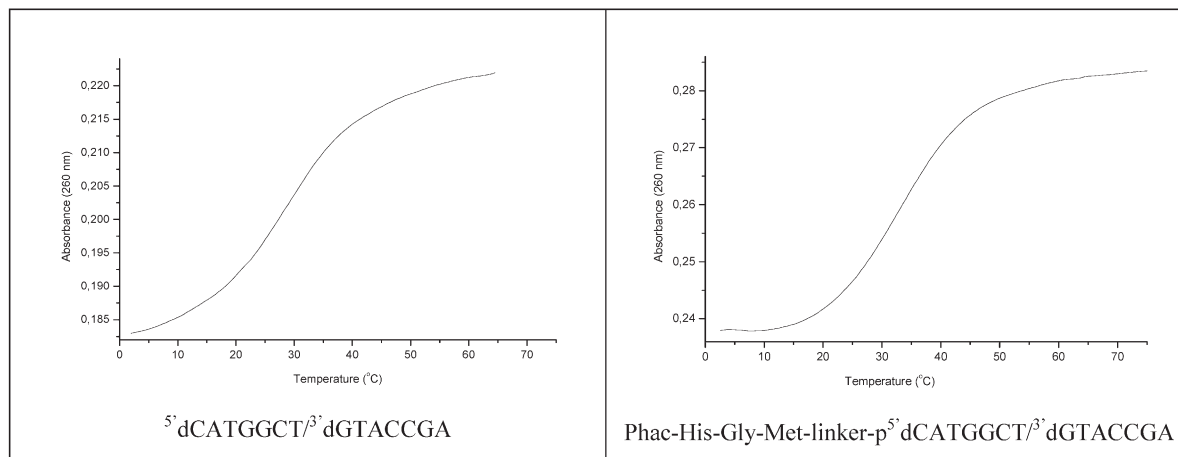 0,220
0,215
0,210
0,205
0,200
0,195
0,190
0,185
Absorbance (260 nm)
0 10 20 30 40 50 60 70
Temperature (°C)
5'dCATGGCT/3'dGTACCGA
0,28
0,27
0,26
0,25
0,24
Absorbance (260 nm)
0 10 20 30 40 50 60 70
Temperature (°C)
Phac-His-Gly-Met-linker-p5'dCATGGCT/3'dGTACCGA